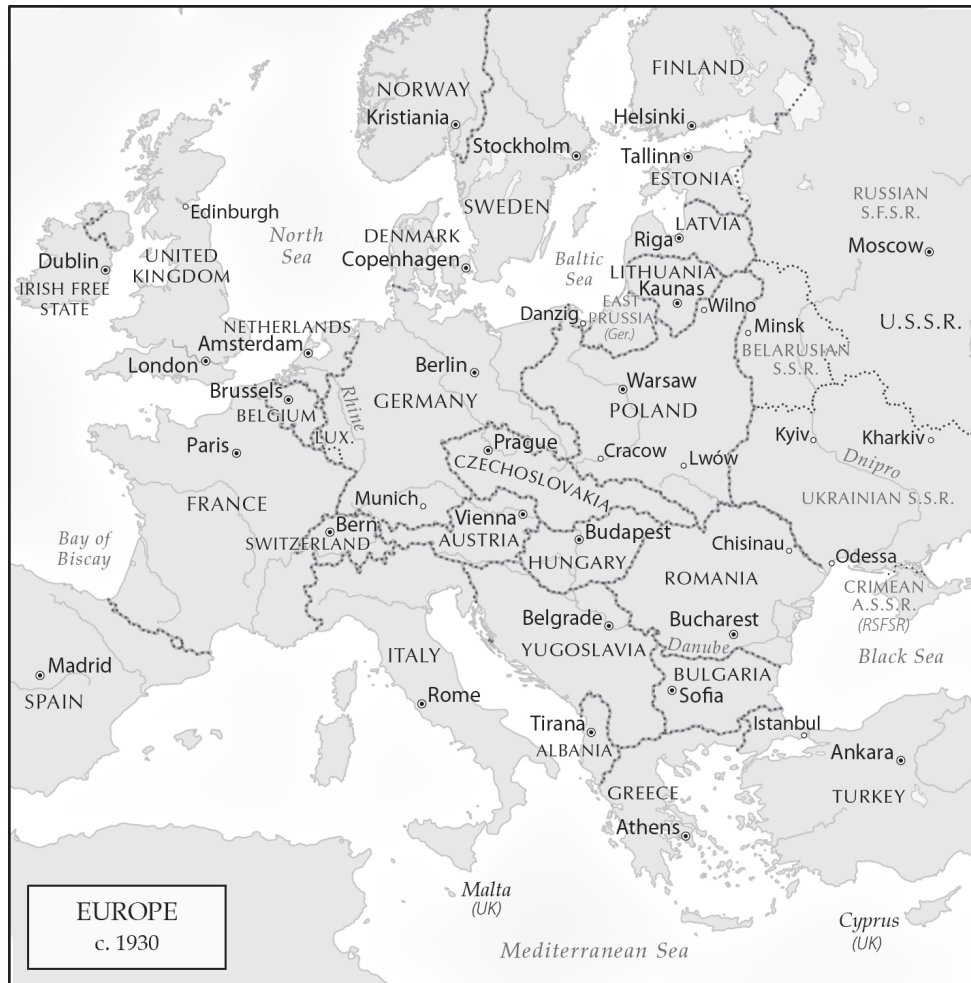 FINLAND
NORWAY
Kristiania
Helsinki
Stockholm
Tallinn
ESTONIA
RUSSIAN
S.F.S.R.
SWEDEN
Edinburgh
LATVIA
North
Sea
DENMARK
Riga
Moscow
Copenhagen
Dublin
UNITED
KINGDOM
Baltic
Sea
LITHUANIA
Kaunas
IRISH FREE
STATE
EAST
PRUSSIA
(Ger.)
Wilno
Danzig
U.S.S.R.
NETHERLANDS
Amsterdam
Minsk
BELARUSIAN
S.S.R.
London
Berlin
Warsaw
Brussels
BELGIUM
Rhine
GERMANY
POLAND
LUX.
Paris
Prague
Kyiv
Kharkiv
CZECHOSLOVAKIA
Cracow
Lwów
Dnipro
FRANCE
Munich
UKRAINIAN S.S.R.
Bern
SWITZERLAND
Vienna
AUSTRIA
Budapest
Bay of
Biscay
Chisinau
Odessa
HUNGARY
ROMANIA
CRIMEAN
A.S.S.R.
(RSFSR)
Belgrade
Bucharest
YUGOSLAVIA
Danube
Black Sea
ITALY
Madrid
BULGARIA
Sofia
SPAIN
Rome
Tirana
ALBANIA
Istanbul
Ankara
GREECE
TURKEY
Athens
Malta
(UK)
Cyprus
(UK)
EUROPE
c. 1930
Mediterranean Sea